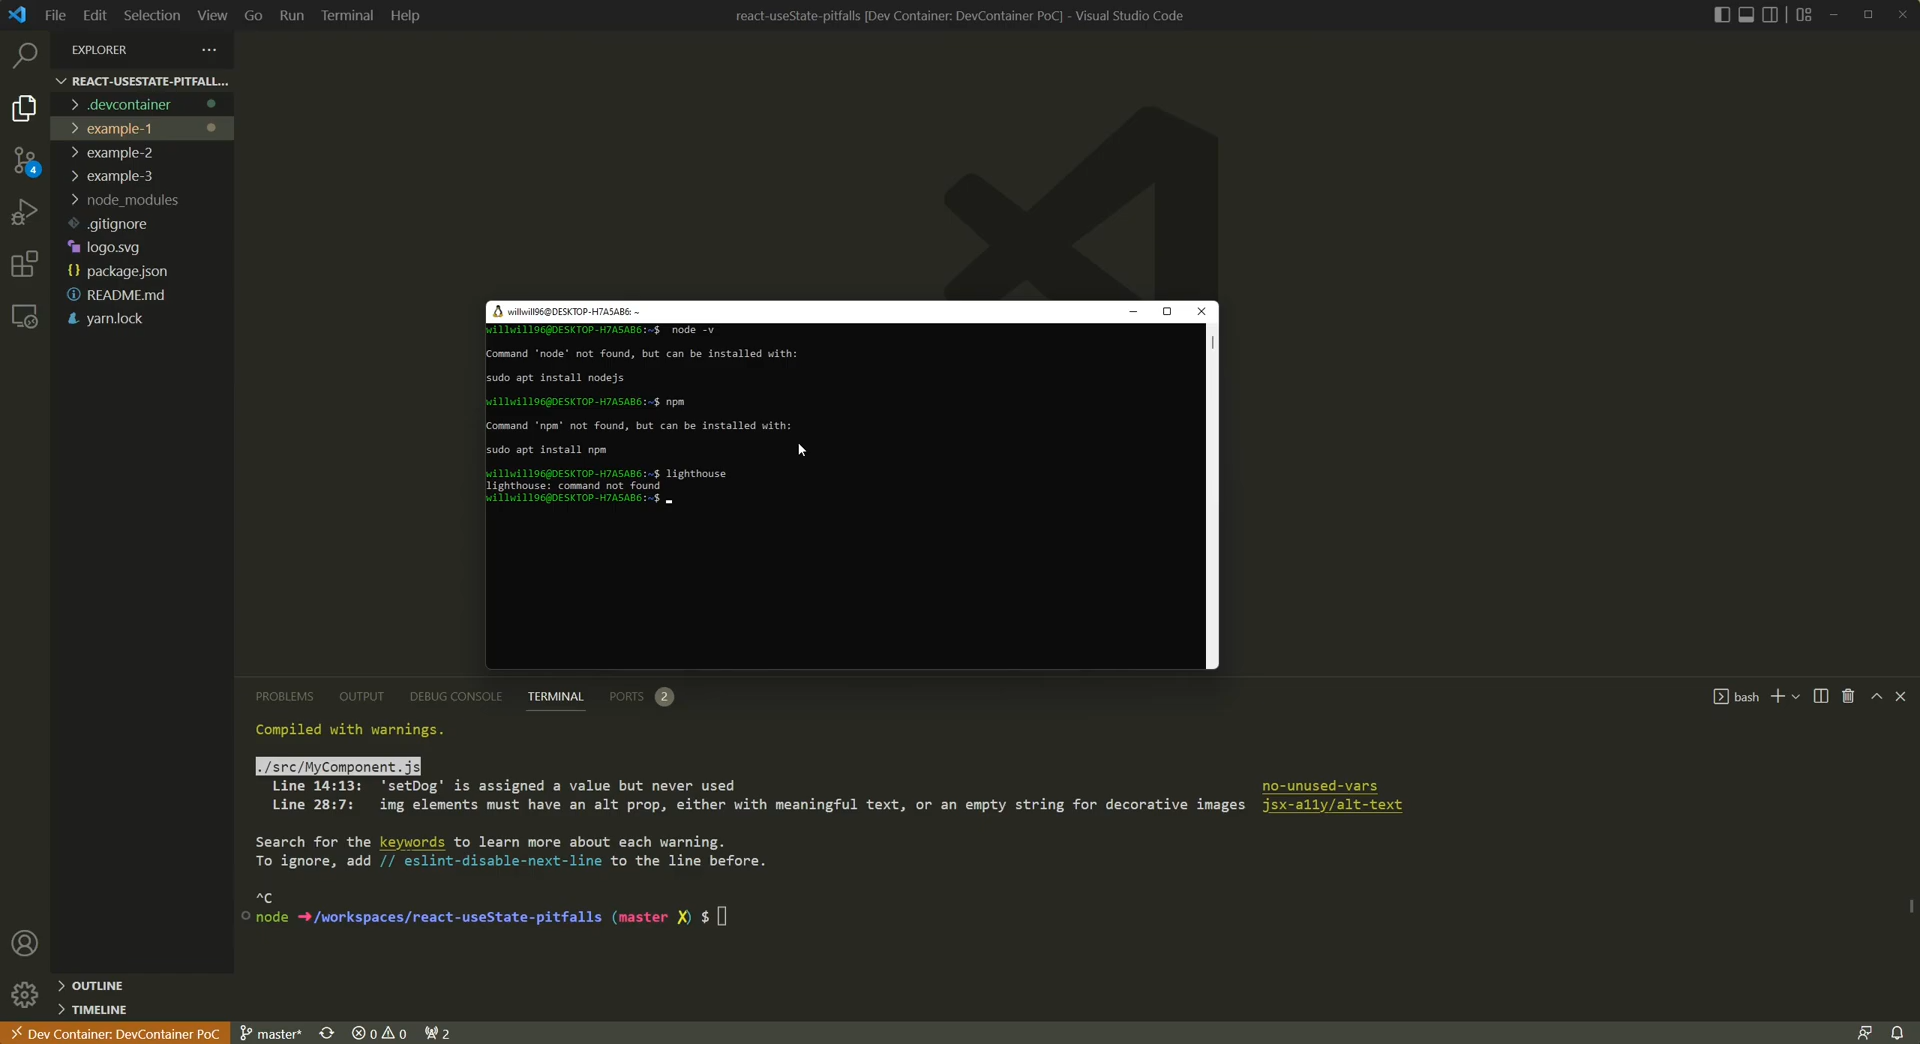 File Edit Selection View Go Run Terminal Help
react-useState-pitfalls [Dev Container: DevContainer PoC] - Visual Studio Code
EXPLORER
REACT-USESTATE-PITFALL...
.devcontainer
example-1
example-2
example-3
node_modules
.gitignore
logo.svg
package.json
README.md
yarn.lock
4
willwill96@DESKTOP-H7A5AB6: ~
willwill96@DESKTOP-H7A5AB6:~$  node -v
Command 'node' not found, but can be installed with:
sudo apt install nodejs
willwill96@DESKTOP-H7A5AB6:~$ npm
Command 'npm' not found, but can be installed with:
sudo apt install npm
willwill96@DESKTOP-H7A5AB6:~$ lighthouse
lighthouse: command not found
willwill96@DESKTOP-H7A5AB6:~$
PROBLEMS OUTPUT DEBUG CONSOLE TERMINAL PORTS 2
bash
Compiled with warnings.
./src/MyComponent.js
Line 14:13:  'setDog' is assigned a value but never used no-unused-vars
Line 28:7:   img elements must have an alt prop, either with meaningful text, or an empty string for decorative images jsx-a11y/alt-text
Search for the keywords to learn more about each warning.
To ignore, add // eslint-disable-next-line to the line before.
^C
node ➜/workspaces/react-useState-pitfalls (master ✗) $
OUTLINE
TIMELINE
Dev Container: DevContainer PoC master* 0 0 2